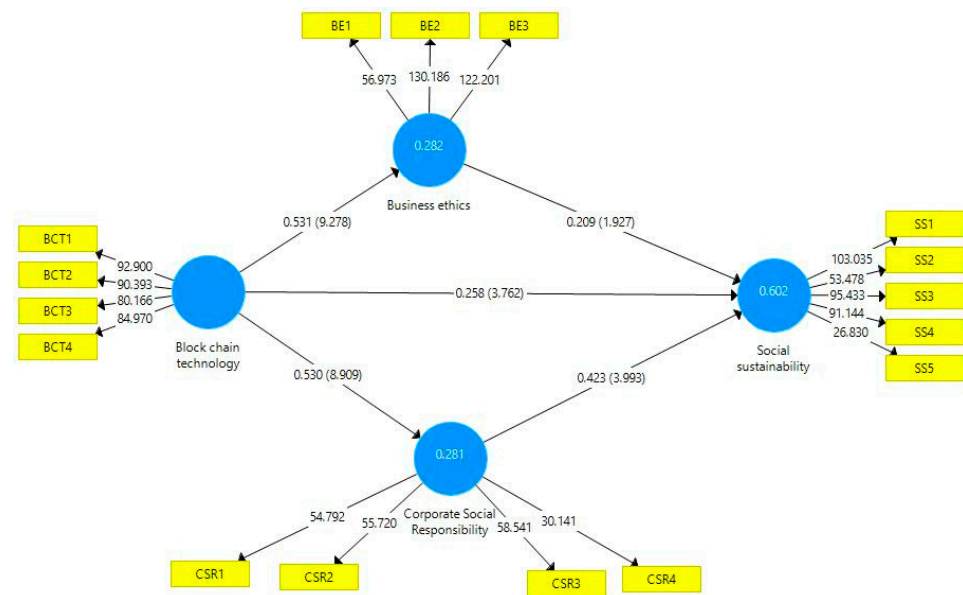 BE1
BE2
BE3
56.973
130.186
122.201
0.282
Business ethics
0.531 (9.278)
0.209 (1.927)
BCT1
BCT2
BCT3
BCT4
92.900
90.393
80.166
84.970
Block chain
technology
0.258 (3.762)
SS1
SS2
SS3
SS4
SS5
103.035
53.478
95.433
91.144
26.830
0.602
Social
sustainability
0.530 (8.909)
0.423 (3.993)
0.281
Corporate Social
Responsibility
54.792
55.720
58.541
30.141
CSR1
CSR2
CSR3
CSR4